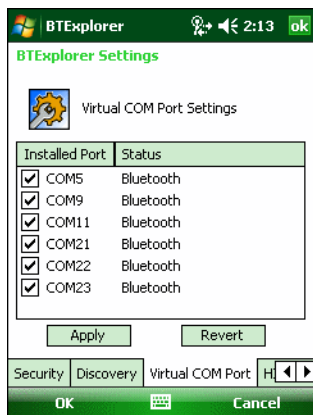 BTExplorer 2:13 ok
BTExplorer Settings
Virtual COM Port Settings
Installed Port Status
COM5 Bluetooth
COM9 Bluetooth
COM11 Bluetooth
COM21 Bluetooth
COM22 Bluetooth
COM23 Bluetooth
Apply Revert
Security Discovery Virtual COM Port
OK Cancel